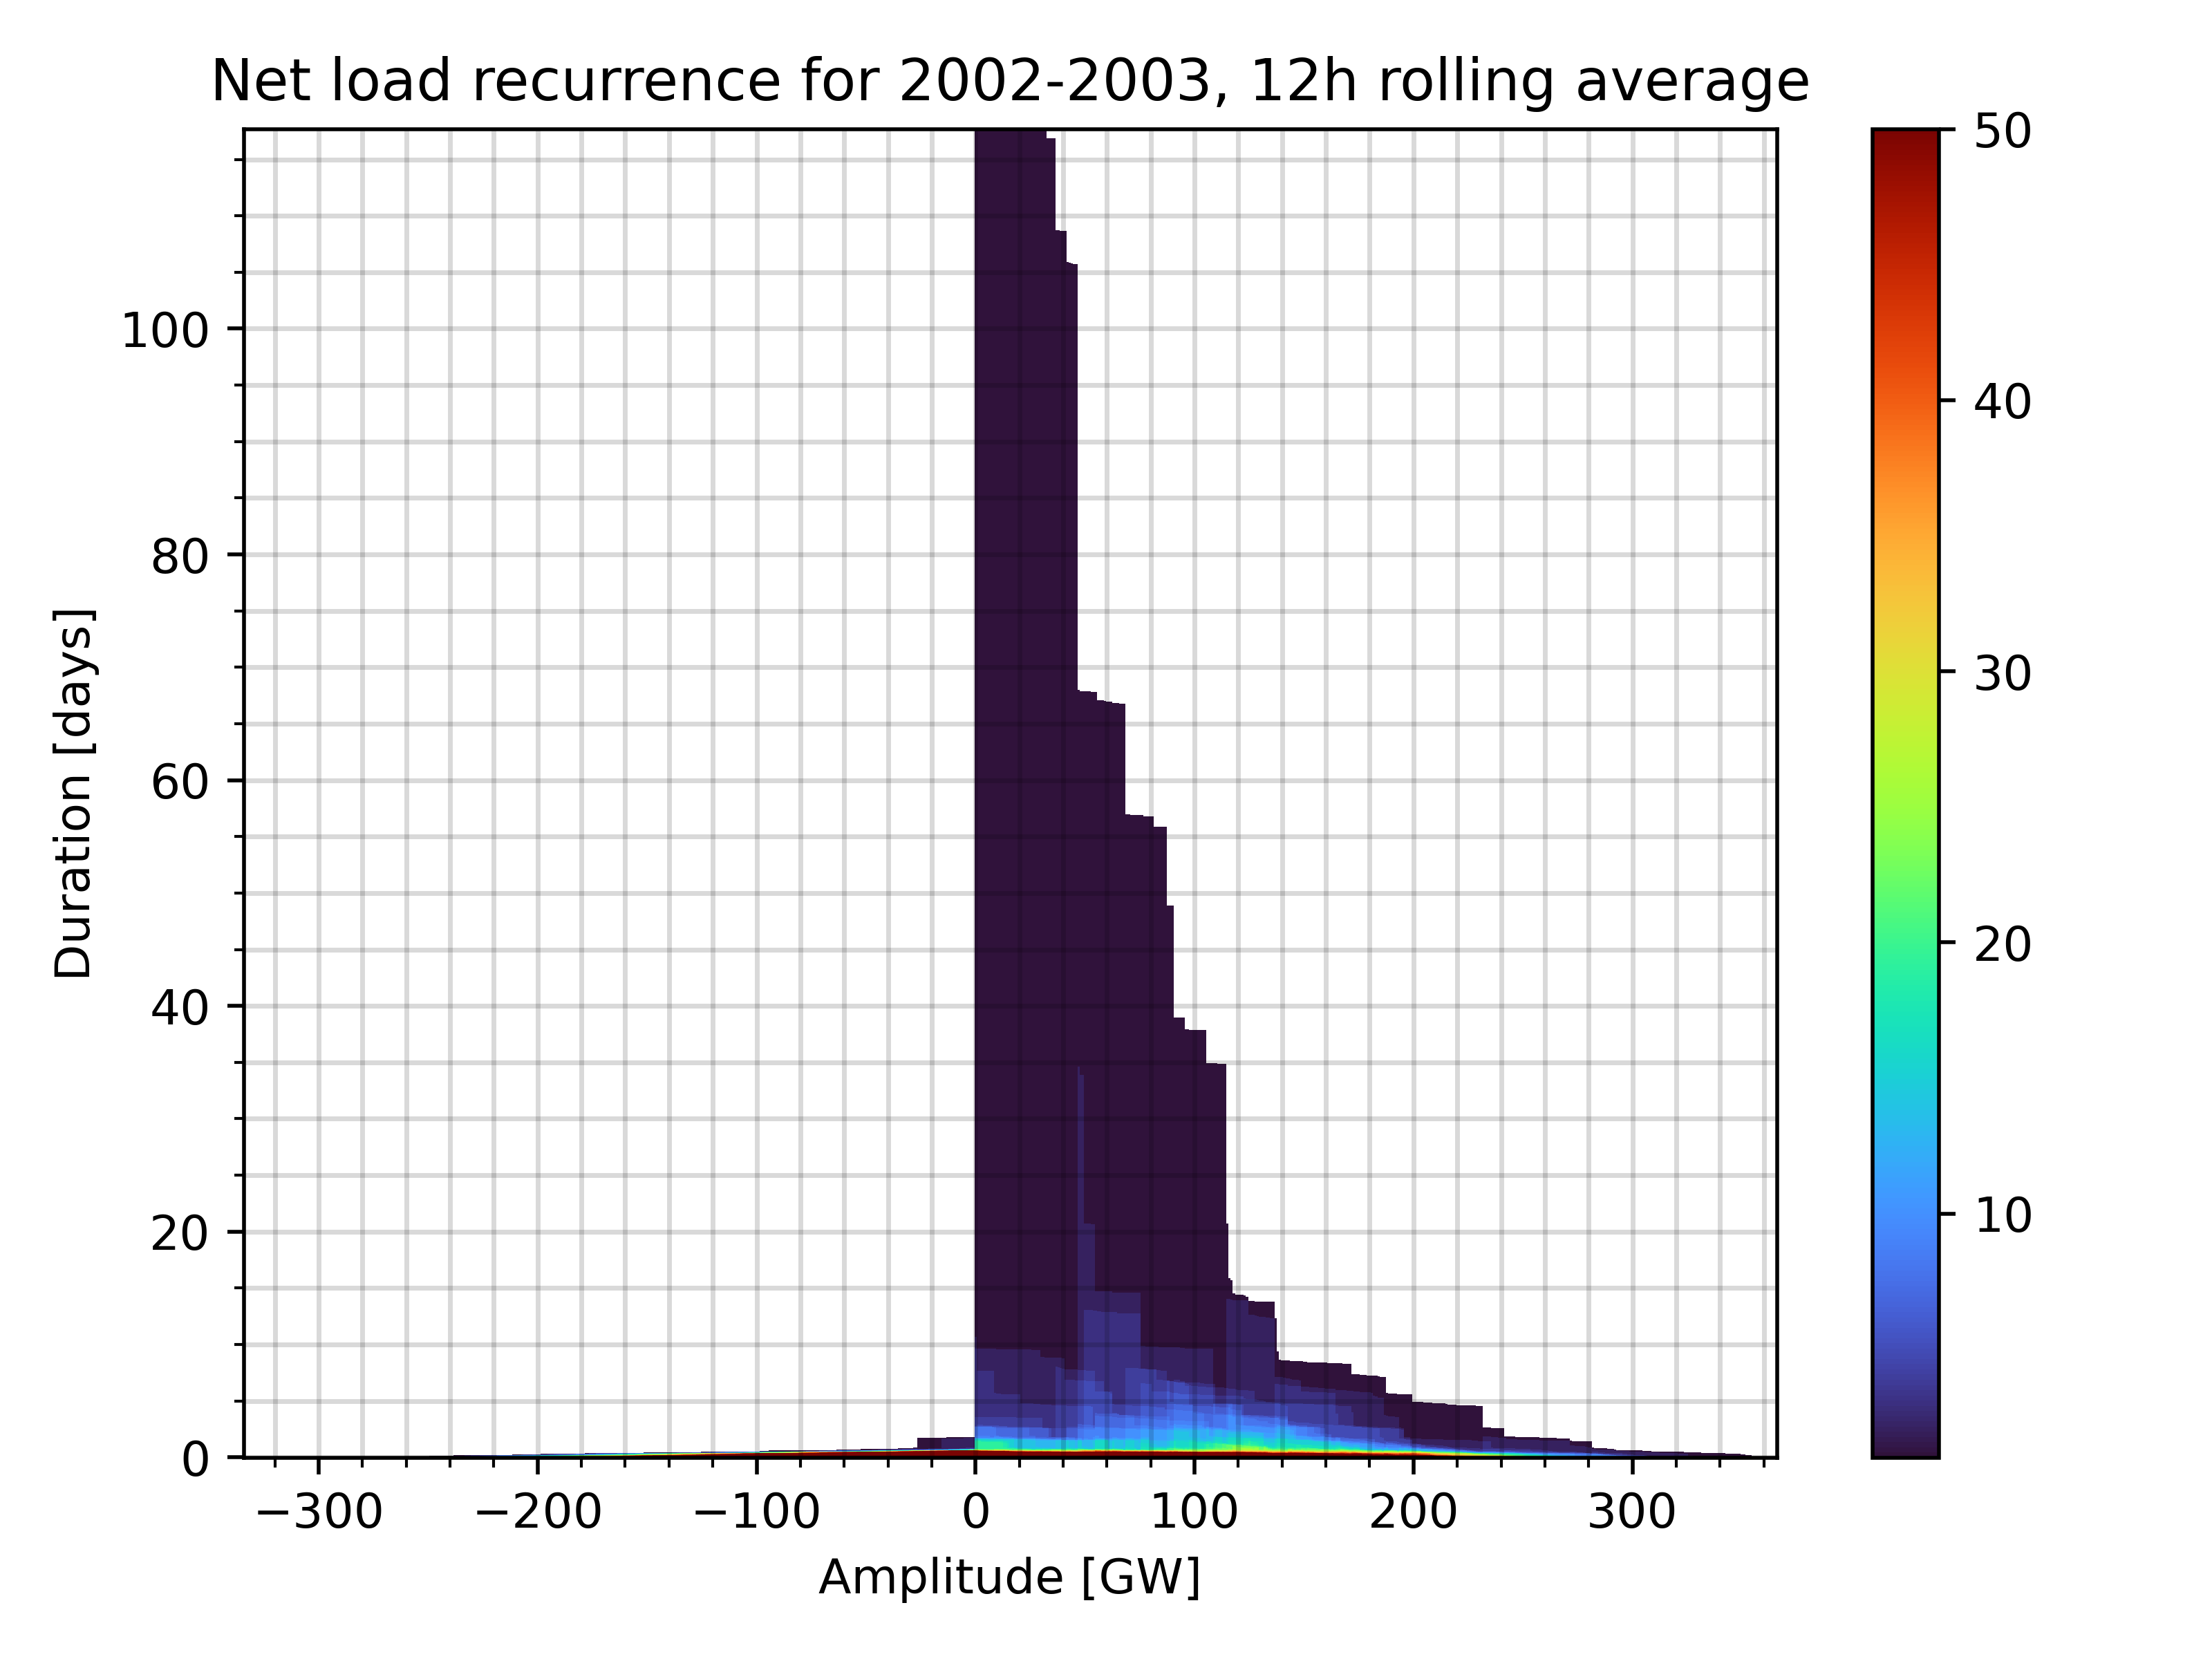 Net load recurrence for 2002-2003, 12h rolling average
50
40
30
20
10
100
80
60
40
20
0
Duration [days]
−300 −200 −100 0 100 200 300
Amplitude [GW]